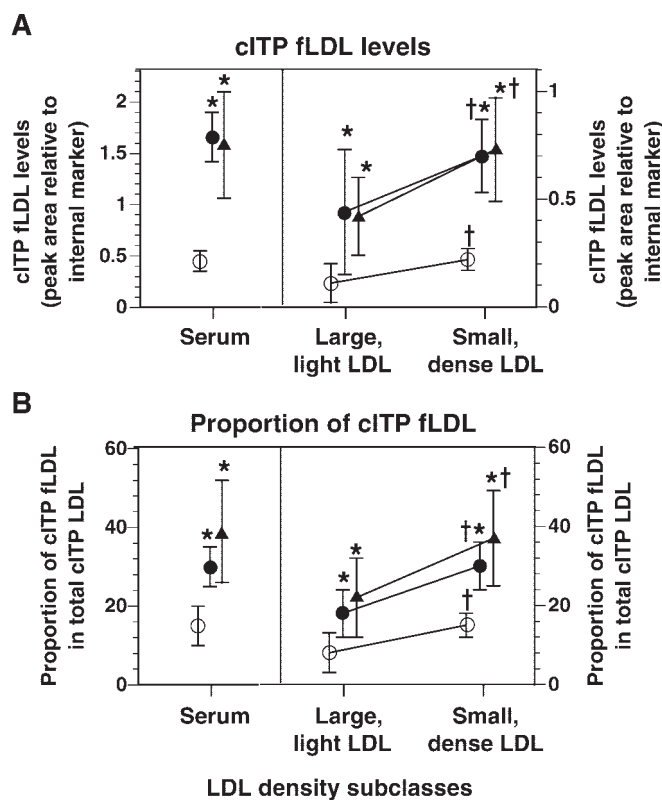 A
cITP fLDL levels
cITP fLDL levels
(peak area relative to
internal marker)
2
1.5
1
0.5
0
* *
* *
†* *†
†
1
0.5
0
cITP fLDL levels
(peak area relative to
internal marker)
Serum
Large,
light LDL
Small,
dense LDL
B
Proportion of cITP fLDL
Proportion of cITP fLDL
in total cITP LDL
60
40
20
0
* *
* *
†* *†
†
60
40
20
0
Proportion of cITP fLDL
in total cITP LDL
Serum
Large,
light LDL
Small,
dense LDL
LDL density subclasses